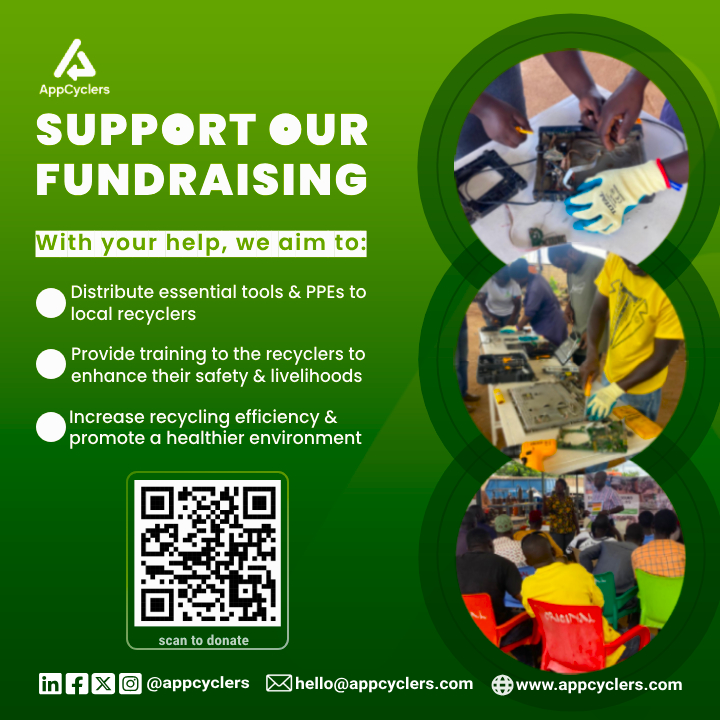 AppCyclers
SUPPORT OUR
FUNDRAISING
With your help, we aim to:
Distribute essential tools & PPEs to
local recyclers
Provide training to the recyclers to
enhance their safety & livelihoods
Increase recycling efficiency &
promote a healthier environment
TOTAL
ORIGINAL
scan to donate
@appcyclers hello@appcyclers.com www.appcyclers.com